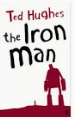 Ted Hughes
the Iron
man